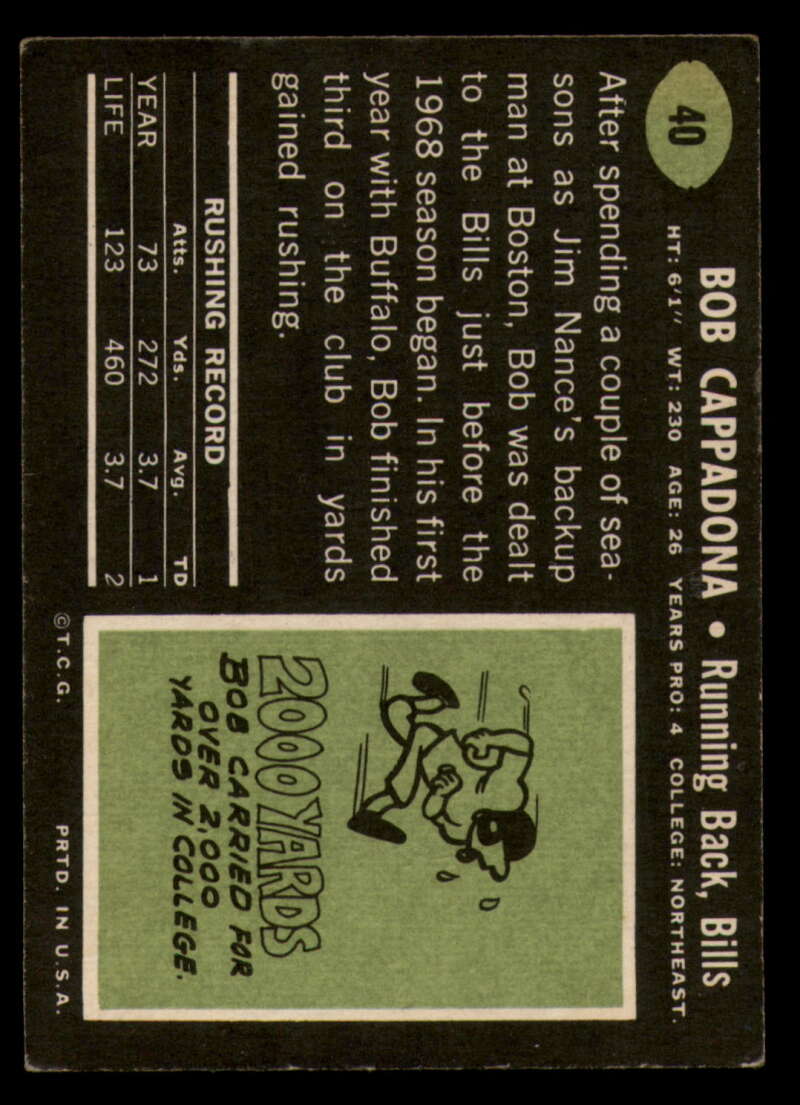 40
BOB CAPPADONA • Running Back, Bills
HT: 6'1" WT: 230 AGE: 26 YEARS PRO: 4 COLLEGE: NORTHEAST.
After spending a couple of sea-
sons as Jim Nance's backup
man at Boston, Bob was dealt
to the Bills just before the
1968 season began. In his first
year with Buffalo, Bob finished
third on the club in yards
gained rushing.
RUSHING RECORD
Atts. Yds. Avg. TD
YEAR 73 272 3.7 1
LIFE 123 460 3.7 2
2000 YARDS
BOB CARRIED FOR
OVER 2,000
YARDS IN COLLEGE.
©T.C.G. PRTD. IN U.S.A.